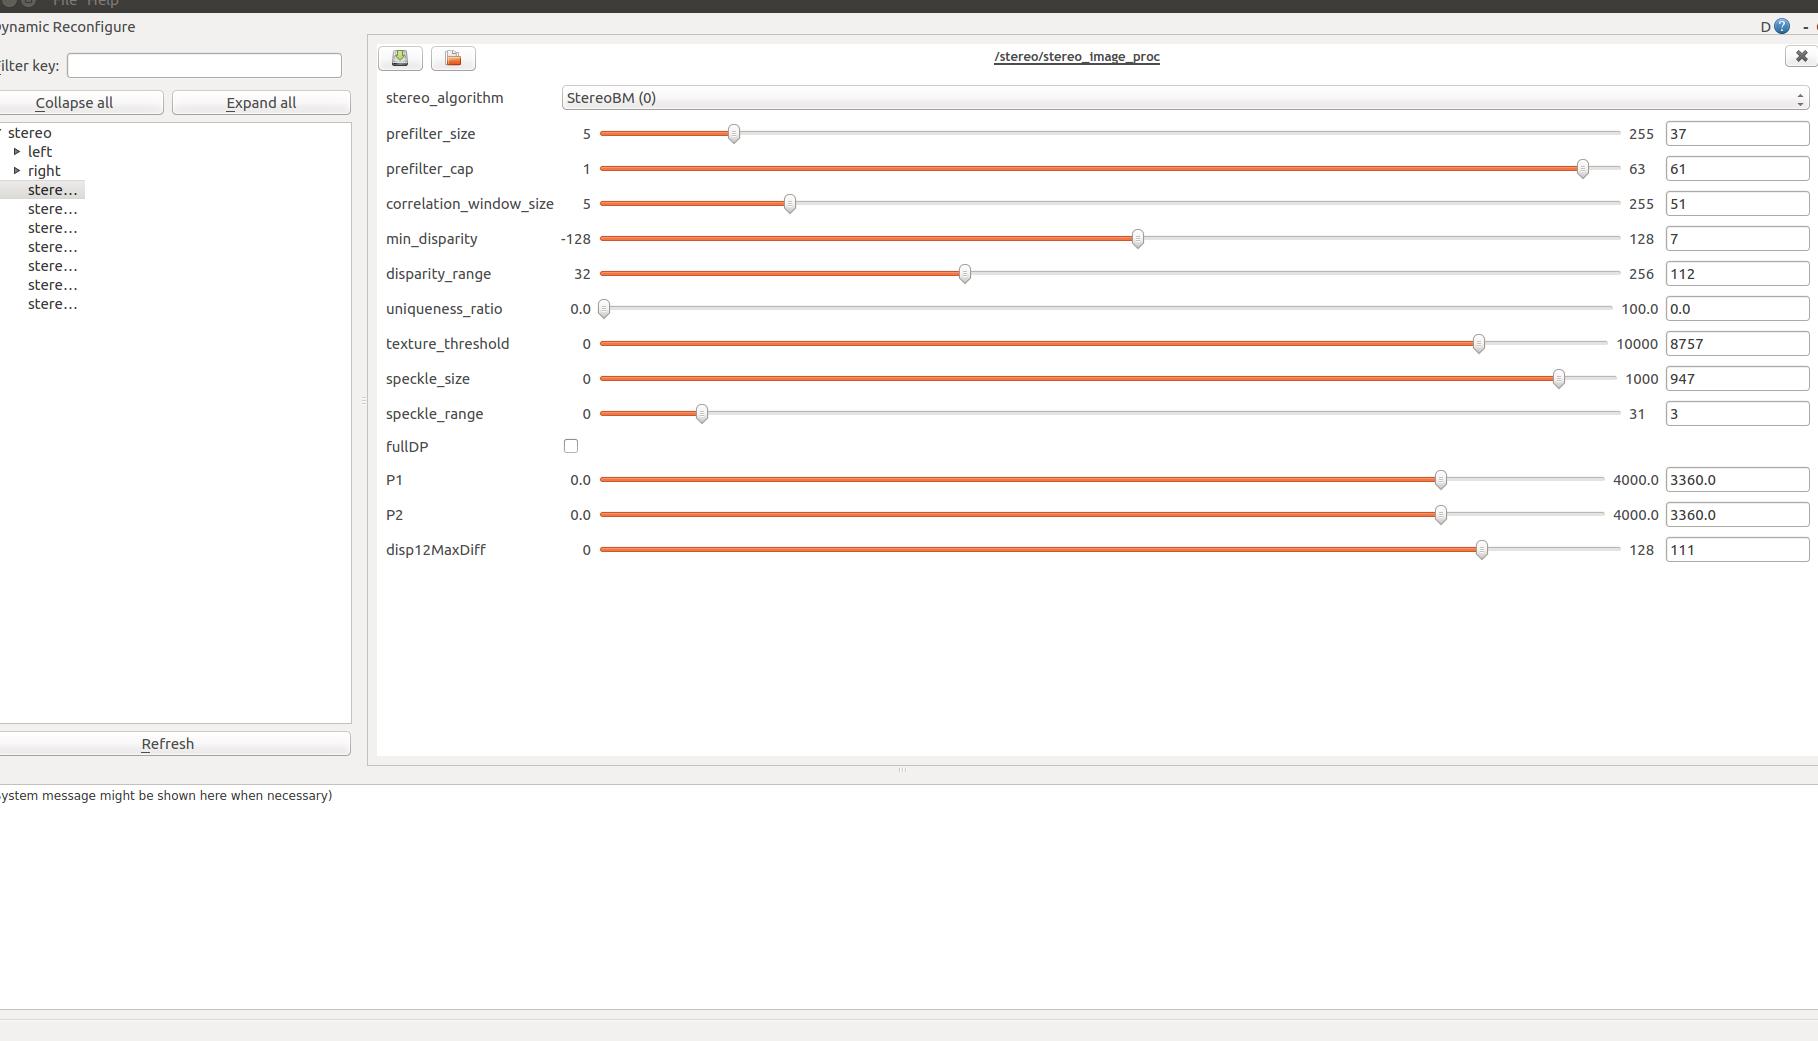 File Help
ynamic Reconfigure
D ? -
ilter key:
Collapse all
Expand all
stereo
left
right
stere...
stere...
stere...
stere...
stere...
stere...
stere...
Refresh
/stereo/stereo_image_proc
stereo_algorithm StereoBM (0)
prefilter_size 5 255 37
prefilter_cap 1 63 61
correlation_window_size 5 255 51
min_disparity -128 128 7
disparity_range 32 256 112
uniqueness_ratio 0.0 100.0 0.0
texture_threshold 0 10000 8757
speckle_size 0 1000 947
speckle_range 0 31 3
fullDP
P1 0.0 4000.0 3360.0
P2 0.0 4000.0 3360.0
disp12MaxDiff 0 128 111
ystem message might be shown here when necessary)